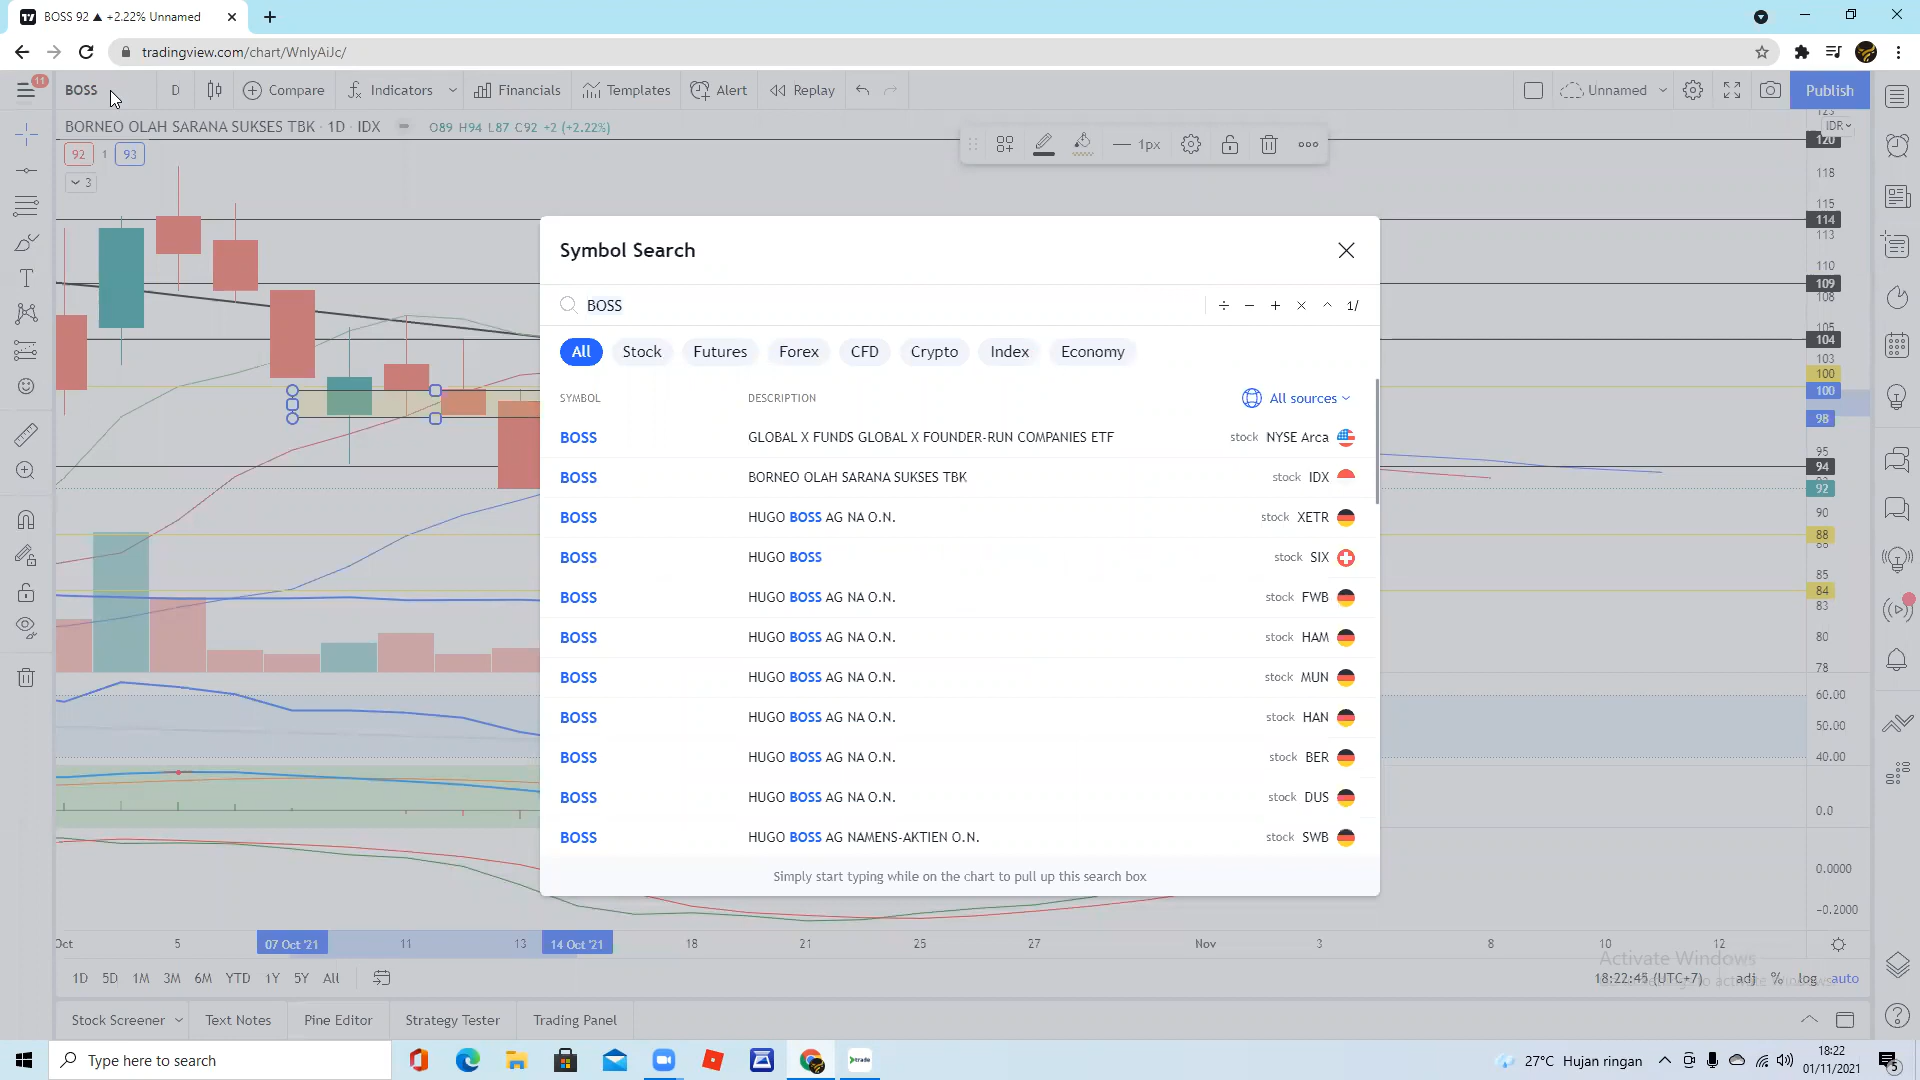 BOSS 92 ▲ +2.22% Unnamed
tradingview.com/chart/WnlyAiJc/
11
BOSS D Compare Indicators Financials Templates Alert Replay Unnamed Publish
BORNEO OLAH SARANA SUKSES TBK · 1D · IDX O89 H94 L87 C92 +2 (+2.22%)
92 1 93
3
1px
IDR
120
118
115
114
113
110
109
108
105
104
103
100
100
98
95
94
92
90
88
85
84
83
80
78
60.00
50.00
40.00
0.0
0.0000
-0.2000
Symbol Search
BOSS ÷ − + × ^ 1/
All Stock Futures Forex CFD Crypto Index Economy
SYMBOL DESCRIPTION All sources
BOSS GLOBAL X FUNDS GLOBAL X FOUNDER-RUN COMPANIES ETF stock NYSE Arca
BOSS BORNEO OLAH SARANA SUKSES TBK stock IDX
BOSS HUGO BOSS AG NA O.N. stock XETR
BOSS HUGO BOSS stock SIX
BOSS HUGO BOSS AG NA O.N. stock FWB
BOSS HUGO BOSS AG NA O.N. stock HAM
BOSS HUGO BOSS AG NA O.N. stock MUN
BOSS HUGO BOSS AG NA O.N. stock HAN
BOSS HUGO BOSS AG NA O.N. stock BER
BOSS HUGO BOSS AG NA O.N. stock DUS
BOSS HUGO BOSS AG NAMENS-AKTIEN O.N. stock SWB
Simply start typing while on the chart to pull up this search box
Oct 5 07 Oct '21 11 13 14 Oct '21 18 21 25 27 Nov 3 8 10 12
Activate Windows
1D 5D 1M 3M 6M YTD 1Y 5Y All 18:22:45 (UTC+7) adj % log auto
Stock Screener Text Notes Pine Editor Strategy Tester Trading Panel
Type here to search
trade
27°C Hujan ringan
18:22
01/11/2021
5